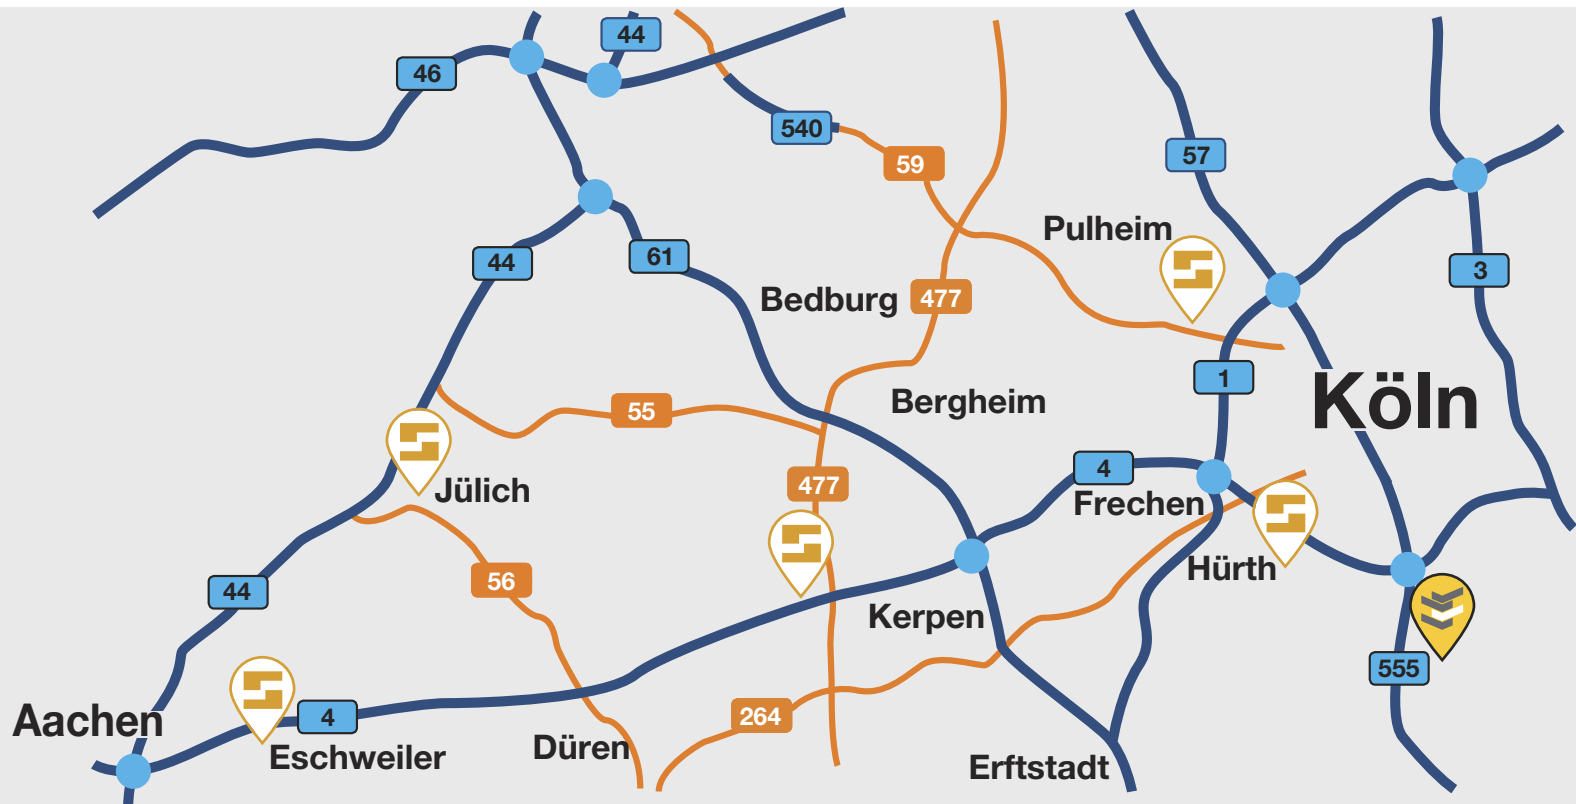 44
46
540
57
59
Pulheim
44
61
3
Bedburg
477
1
Köln
Bergheim
55
4
Jülich
477
Frechen
Hürth
56
44
Kerpen
555
Aachen
4
264
Düren
Eschweiler
Erftstadt